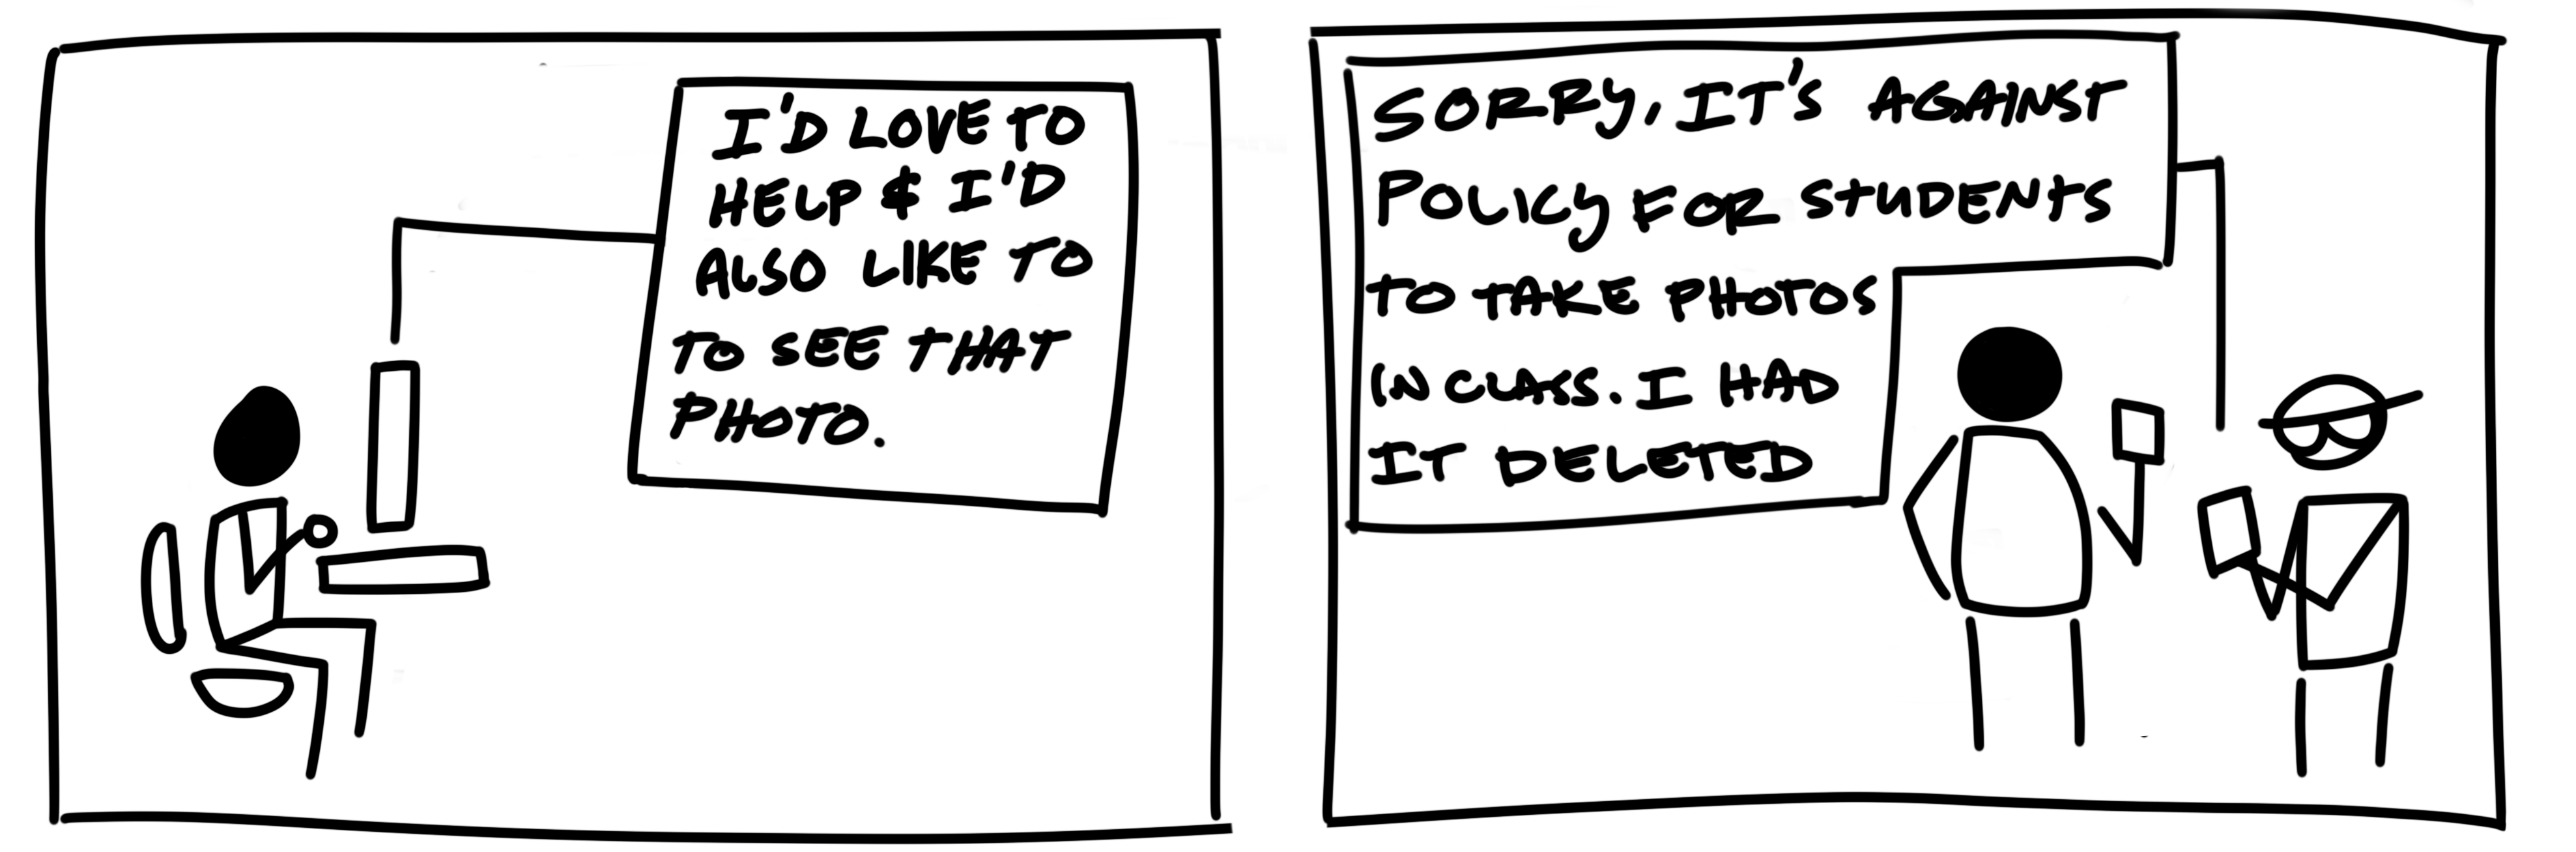 I'D LOVE TO
HELP & I'D
ALSO LIKE TO
TO SEE THAT
PHOTO.
SORRY, IT'S AGAINST
POLICY FOR STUDENTS
TO TAKE PHOTOS
IN CLASS. I HAD
IT DELETED